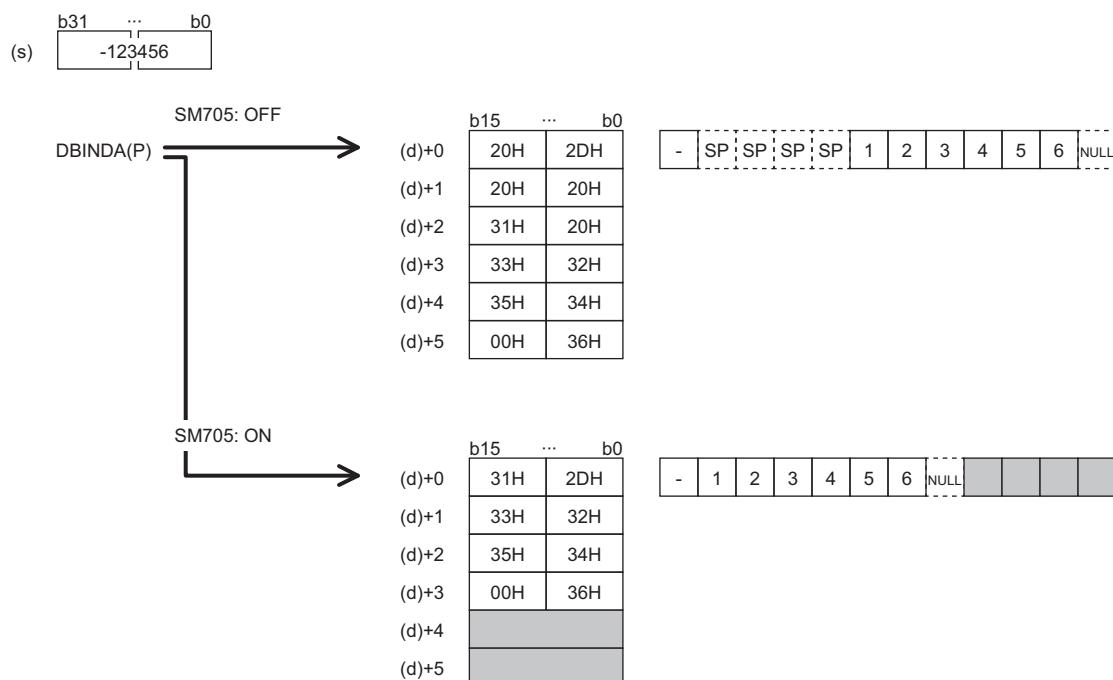 b31 ··· b0
(s) -123456
SM705: OFF
DBINDA(P)
b15 ··· b0
(d)+0 20H 2DH - SP SP SP SP 1 2 3 4 5 6 NULL
(d)+1 20H 20H
(d)+2 31H 20H
(d)+3 33H 32H
(d)+4 35H 34H
(d)+5 00H 36H
SM705: ON
b15 ··· b0
(d)+0 31H 2DH - 1 2 3 4 5 6 NULL
(d)+1 33H 32H
(d)+2 35H 34H
(d)+3 00H 36H
(d)+4
(d)+5